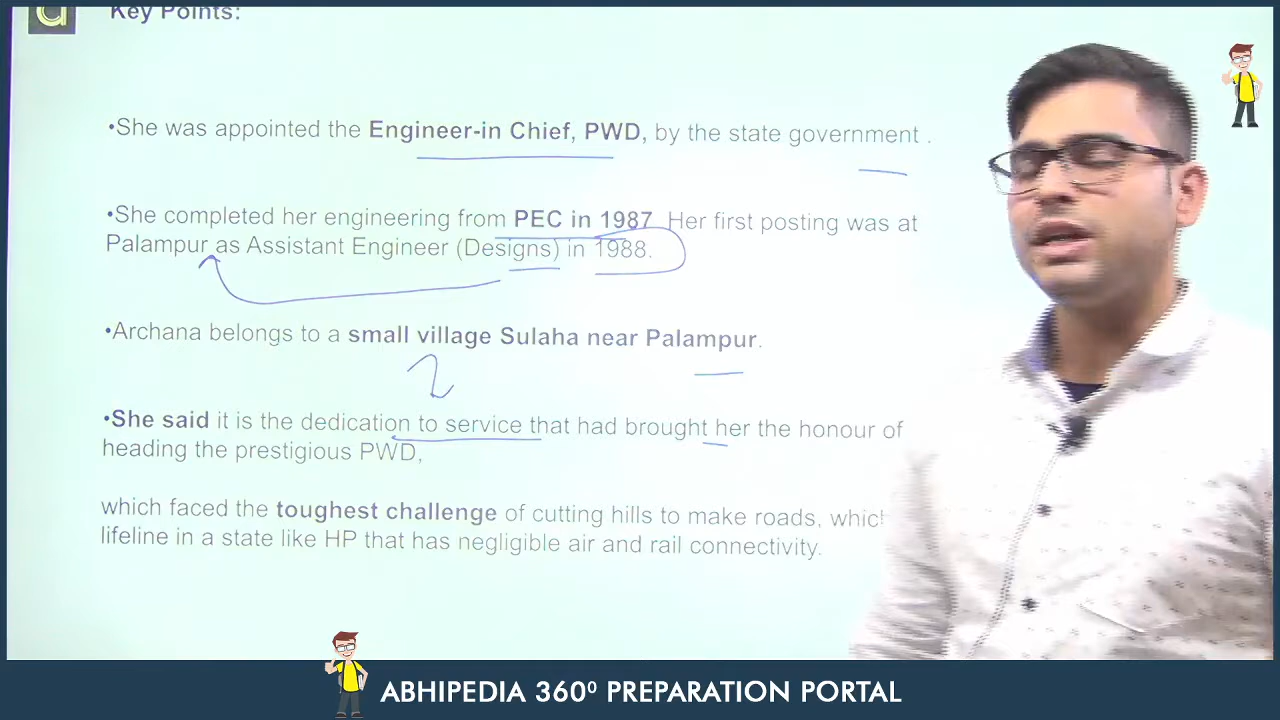 Key Points:
•She was appointed the Engineer-in Chief, PWD, by the state government .
•She completed her engineering from PEC in 1987. Her first posting was at
Palampur as Assistant Engineer (Designs) in 1988.
•Archana belongs to a small village Sulaha near Palampur.
•She said it is the dedication to service that had brought her the honour of
heading the prestigious PWD,
which faced the toughest challenge of cutting hills to make roads,
lifeline in a state like HP that has negligible air and rail connectivity.
ABHIPEDIA 360⁰ PREPARATION PORTAL